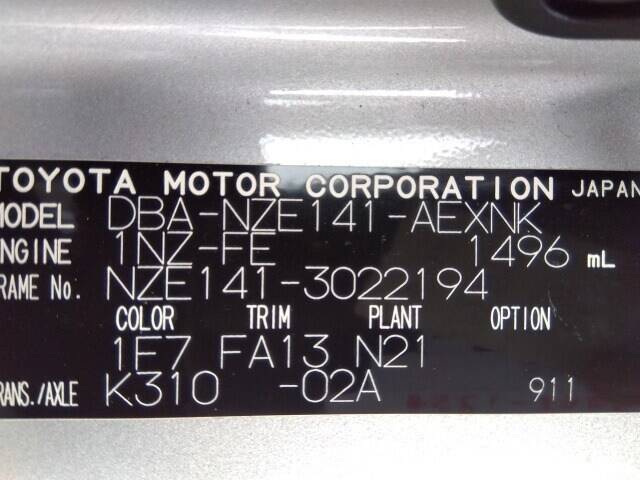 TOYOTA MOTOR CORPORATION JAPAN
MODEL DBA-NZE141-AEXNK
ENGINE 1NZ-FE 1496 mL
RAME No. NZE141-3022194
COLOR TRIM PLANT OPTION
1E7 FA13 N21
RANS./AXLE K310 -02A 911